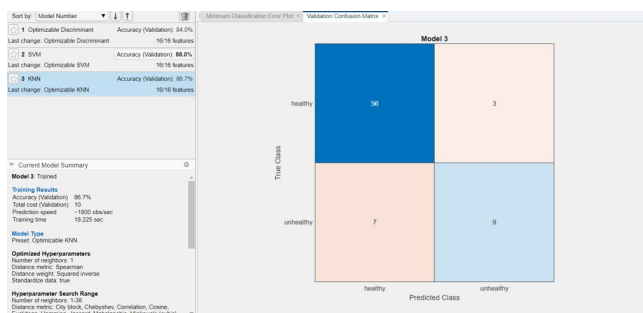 Sort by: Model Number
Minimum Classification Error Plot × Validation Confusion Matrix ×
1 Optimizable Discriminant Accuracy (Validation): 84.0%
Last change: Optimizable Discriminant 16/16 features
2 SVM Accuracy (Validation): 88.0%
Last change: Optimizable SVM 16/16 features
3 KNN Accuracy (Validation): 86.7%
Last change: Optimizable KNN 16/16 features
Current Model Summary
Model 3: Trained
Training Results
Accuracy (Validation) 86.7%
Total cost (Validation) 10
Prediction speed ~1800 obs/sec
Training time 18.225 sec
Model Type
Preset: Optimizable KNN
Optimized Hyperparameters
Number of neighbors: 1
Distance metric: Spearman
Distance weight: Squared inverse
Standardize data: true
Hyperparameter Search Range
Number of neighbors: 1-38
Distance metric: City block, Chebyshev, Correlation, Cosine,
Model 3
True Class
healthy
56
3
unhealthy
7
9
healthy
unhealthy
Predicted Class